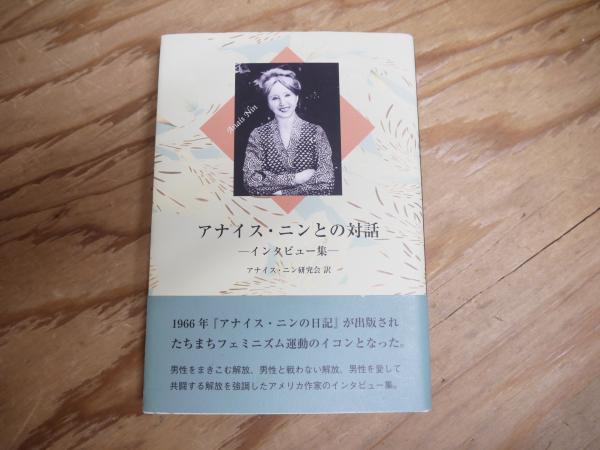 Anaïs Nin
アナイス・ニンとの対話
―インタビュー集―
アナイス・ニン研究会 訳
1966年『アナイス・ニンの日記』が出版され
たちまちフェミニズム運動のイコンとなった。
男性をまきこむ解放、男性と戦わない解放、男性を愛して
共闘する解放を強調したアメリカ作家のインタビュー集。